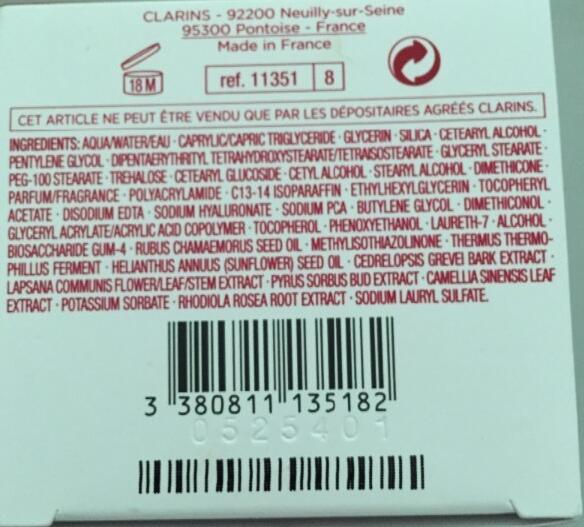 CLARINS - 92200 Neuilly-sur-Seine
95300 Pontoise - France
Made in France
18 M
ref. 11351 8
CET ARTICLE NE PEUT ÊTRE VENDU QUE PAR LES DÉPOSITAIRES AGRÉÉS CLARINS.
INGREDIENTS: AQUA/WATER/EAU · CAPRYLIC/CAPRIC TRIGLYCERIDE · GLYCERIN · SILICA · CETEARYL ALCOHOL ·
PENTYLENE GLYCOL · DIPENTAERYTHRITYL TETRAHYDROXYSTEARATE/TETRAISOSTEARATE · GLYCERYL STEARATE ·
PEG-100 STEARATE · TREHALOSE · CETEARYL GLUCOSIDE · CETYL ALCOHOL · STEARYL ALCOHOL · DIMETHICONE ·
PARFUM/FRAGRANCE · POLYACRYLAMIDE · C13-14 ISOPARAFFIN · ETHYLHEXYLGLYCERIN · TOCOPHERYL
ACETATE · DISODIUM EDTA · SODIUM HYALURONATE · SODIUM PCA · BUTYLENE GLYCOL · DIMETHICONOL ·
GLYCERYL ACRYLATE/ACRYLIC ACID COPOLYMER · TOCOPHEROL · PHENOXYETHANOL · LAURETH-7 · ALCOHOL ·
BIOSACCHARIDE GUM-4 · RUBUS CHAMAEMORUS SEED OIL · METHYLISOTHIAZOLINONE · THERMUS THERMO-
PHILLUS FERMENT · HELIANTHUS ANNUUS (SUNFLOWER) SEED OIL · CEDRELOPSIS GREVEI BARK EXTRACT ·
LAPSANA COMMUNIS FLOWER/LEAF/STEM EXTRACT · PYRUS SORBUS BUD EXTRACT · CAMELLIA SINENSIS LEAF
EXTRACT · POTASSIUM SORBATE · RHODIOLA ROSEA ROOT EXTRACT · SODIUM LAURYL SULFATE.
3 380811 135182
0525401